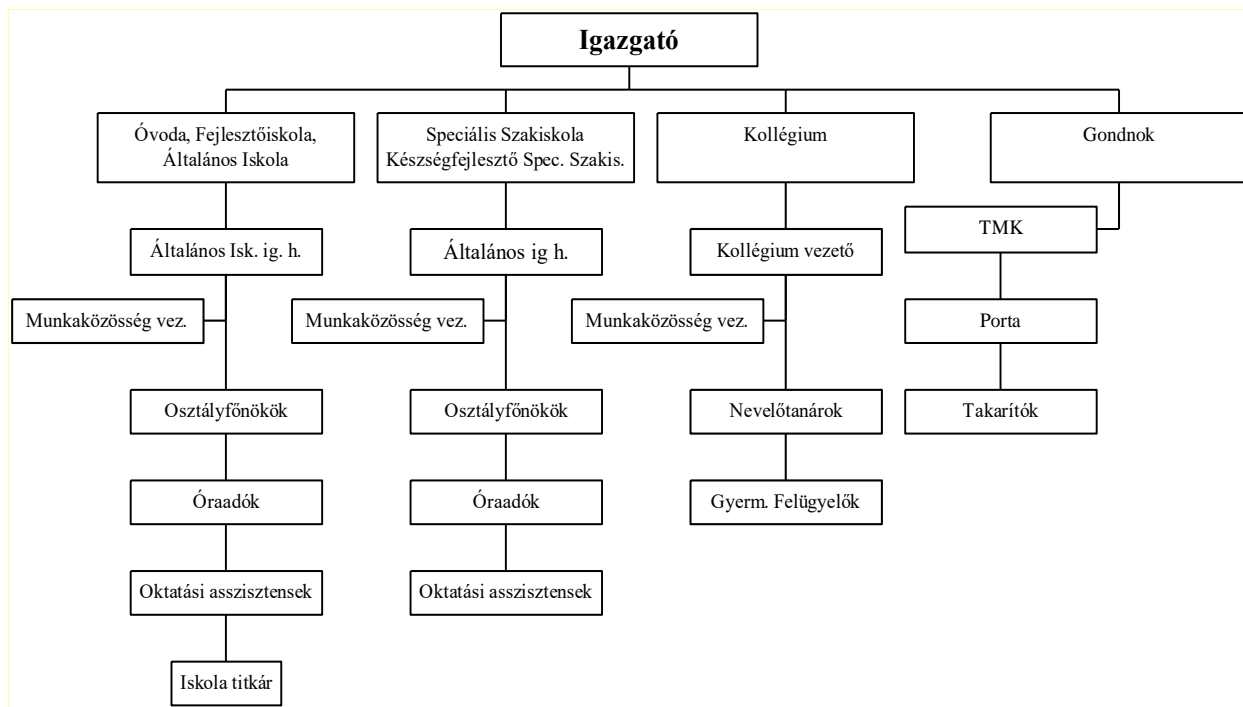 Igazgató
Óvoda, Fejlesztőiskola,
Általános Iskola
Speciális Szakiskola
Készségfejlesztő Spec. Szakis.
Kollégium
Gondnok
Általános Isk. ig. h.
Általános ig h.
Kollégium vezető
TMK
Munkaközösség vez.
Munkaközösség vez.
Munkaközösség vez.
Porta
Osztályfőnökök
Osztályfőnökök
Nevelőtanárok
Takarítók
Óraadók
Óraadók
Gyerm. Felügyelők
Oktatási asszisztensek
Oktatási asszisztensek
Iskola titkár